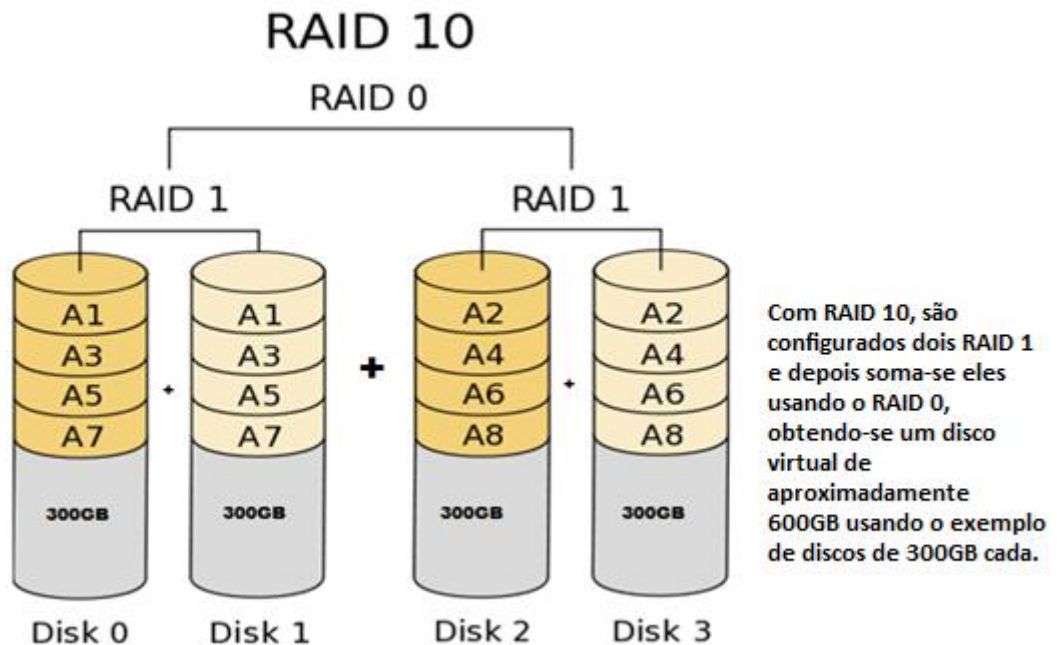 RAID 10
RAID 0
RAID 1
RAID 1
A1
A3
A5
A7
300GB
A1
A3
A5
A7
300GB
+
+
A2
A4
A6
A8
300GB
+
A2
A4
A6
A8
300GB
Disk 0
Disk 1
Disk 2
Disk 3
Com RAID 10, são
configurados dois RAID 1
e depois soma-se eles
usando o RAID 0,
obtendo-se um disco
virtual de
aproximadamente
600GB usando o exemplo
de discos de 300GB cada.